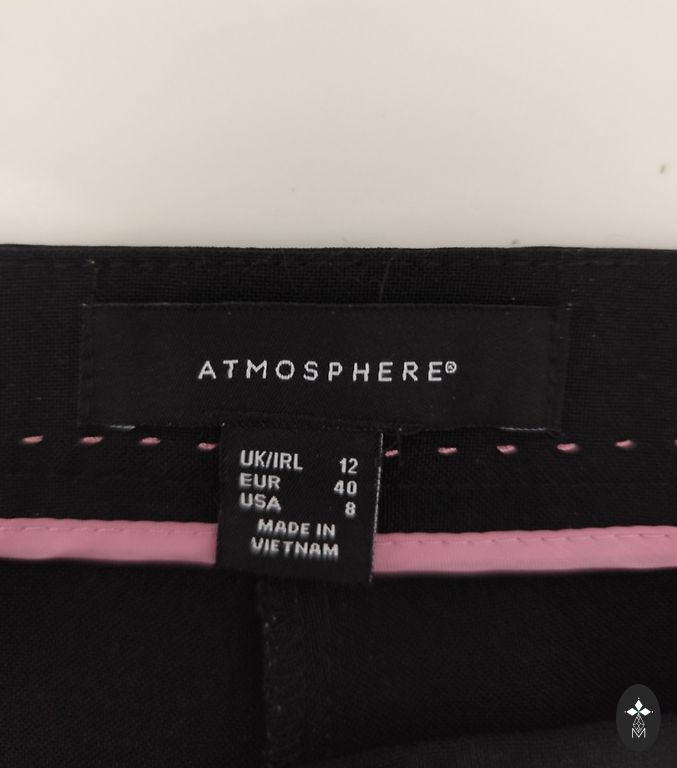 ATMOSPHERE®
UK/IRL 12
EUR 40
USA 8
MADE IN
VIETNAM
M